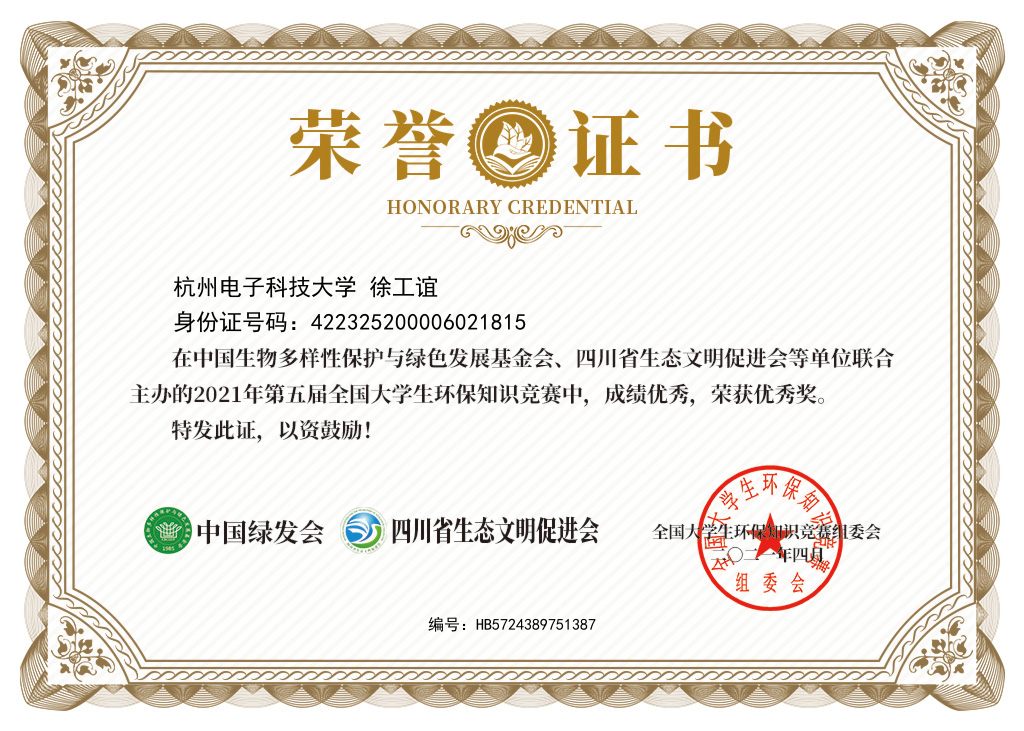 荣誉证书
HONORARY CREDENTIAL
杭州电子科技大学 徐工谊
身份证号码：422325200006021815
在中国生物多样性保护与绿色发展基金会、四川省生态文明促进会等单位联合
主办的2021年第五届全国大学生环保知识竞赛中，成绩优秀，荣获优秀奖。
特发此证，以资鼓励！
中国绿发会
四川省生态文明促进会
全国大学生环保知识竞赛组委会
二〇二一年四月
全国大学生环保知识竞赛
组委会
1985
编号：HB5724389751387